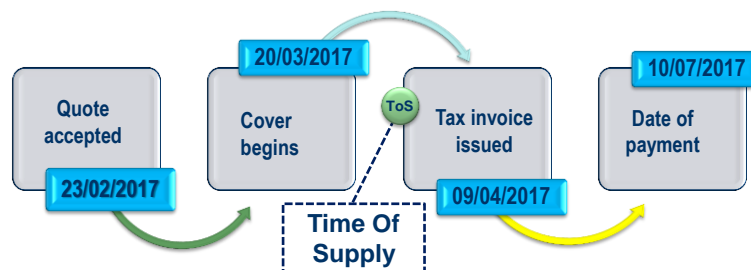 Quote
accepted
23/02/2017
20/03/2017
Cover
begins
ToS
Tax invoice
issued
09/04/2017
10/07/2017
Date of
payment
Time Of
Supply